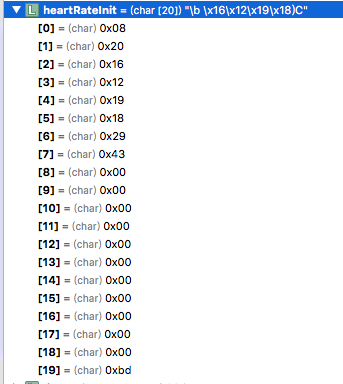 L heartRateInit = (char [20]) "\b \x16\x12\x19\x18)C"
[0] = (char) 0x08
[1] = (char) 0x20
[2] = (char) 0x16
[3] = (char) 0x12
[4] = (char) 0x19
[5] = (char) 0x18
[6] = (char) 0x29
[7] = (char) 0x43
[8] = (char) 0x00
[9] = (char) 0x00
[10] = (char) 0x00
[11] = (char) 0x00
[12] = (char) 0x00
[13] = (char) 0x00
[14] = (char) 0x00
[15] = (char) 0x00
[16] = (char) 0x00
[17] = (char) 0x00
[18] = (char) 0x00
[19] = (char) 0xbd